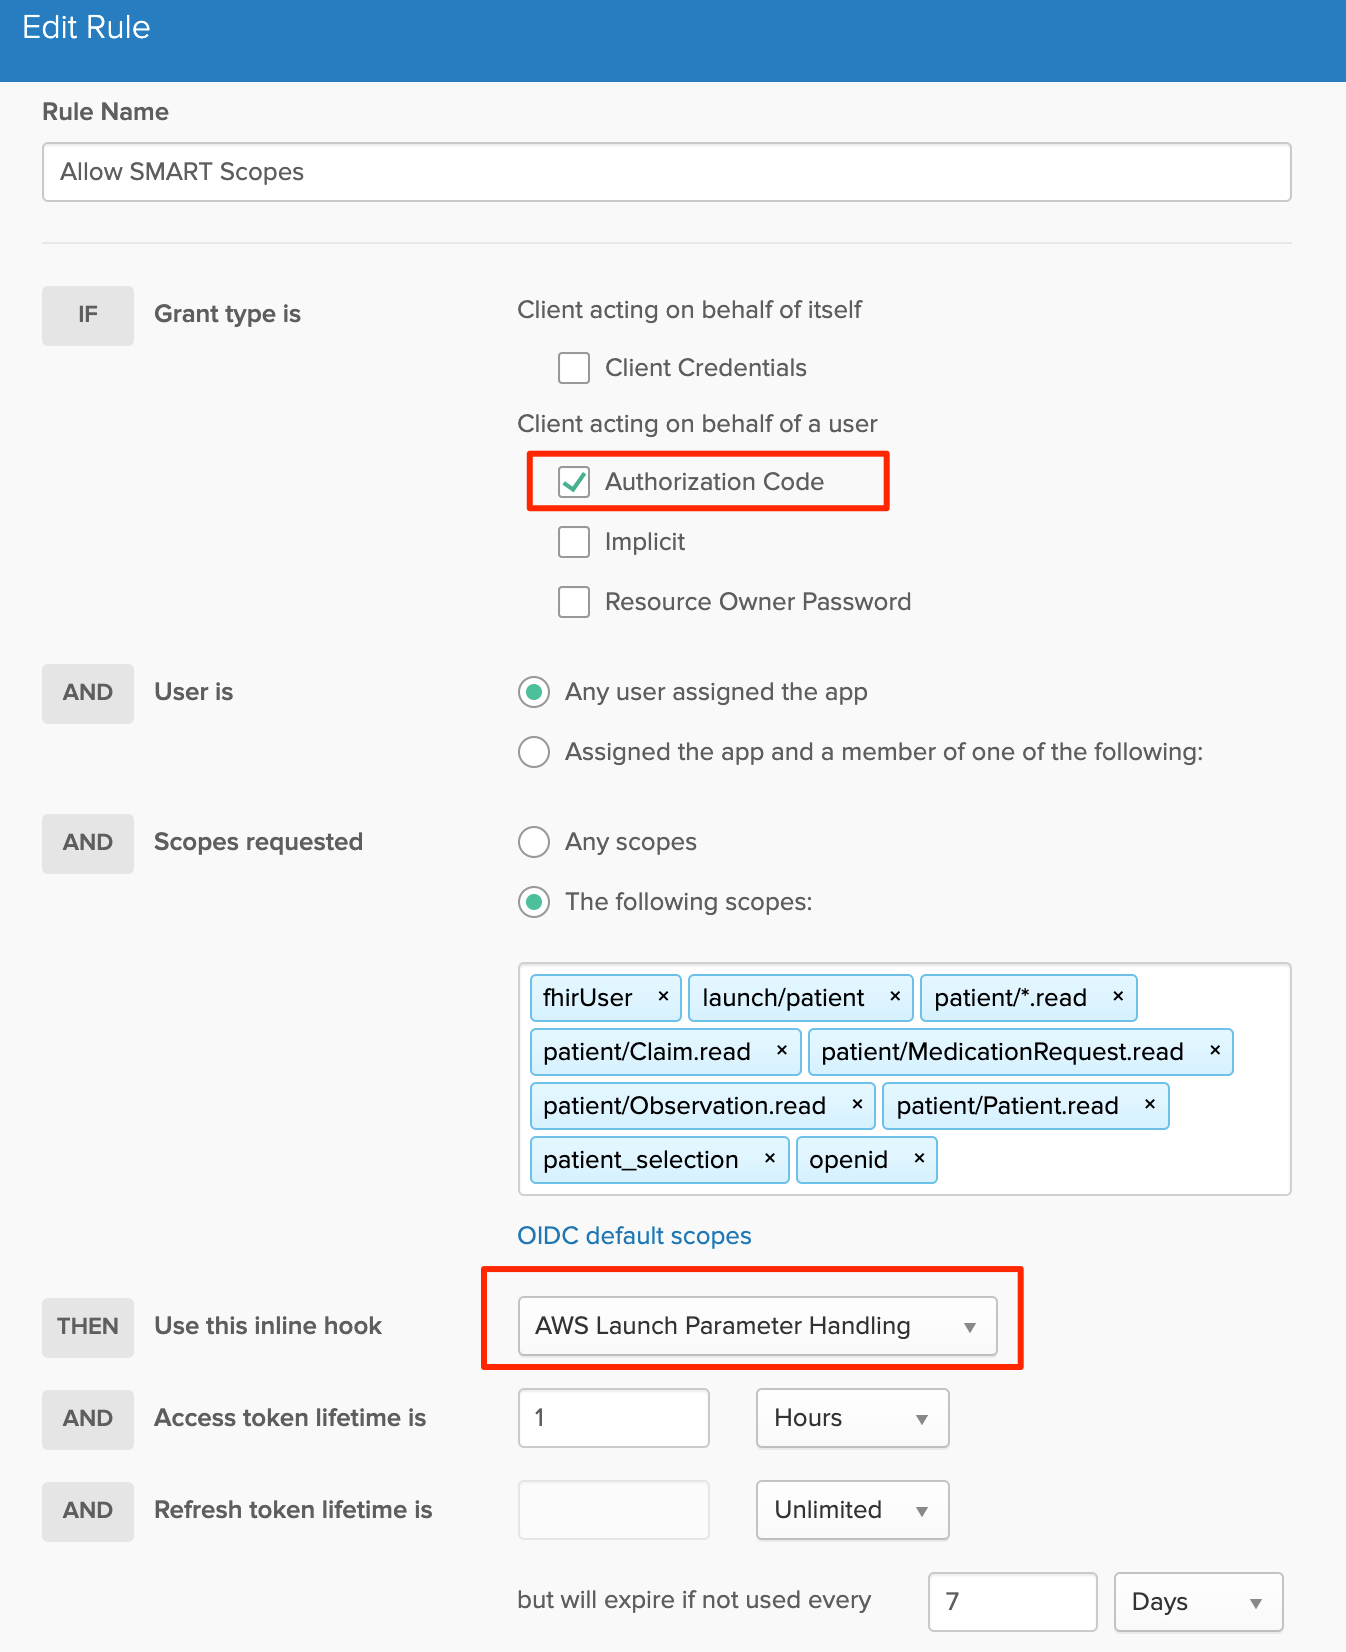 Edit Rule
Rule Name
Allow SMART Scopes
IF Grant type is Client acting on behalf of itself
Client Credentials
Client acting on behalf of a user
Authorization Code
Implicit
Resource Owner Password
AND User is Any user assigned the app
Assigned the app and a member of one of the following:
AND Scopes requested Any scopes
The following scopes:
fhirUser × launch/patient × patient/*.read ×
patient/Claim.read × patient/MedicationRequest.read ×
patient/Observation.read × patient/Patient.read ×
patient_selection × openid ×
OIDC default scopes
THEN Use this inline hook AWS Launch Parameter Handling
AND Access token lifetime is 1 Hours
AND Refresh token lifetime is Unlimited
but will expire if not used every 7 Days